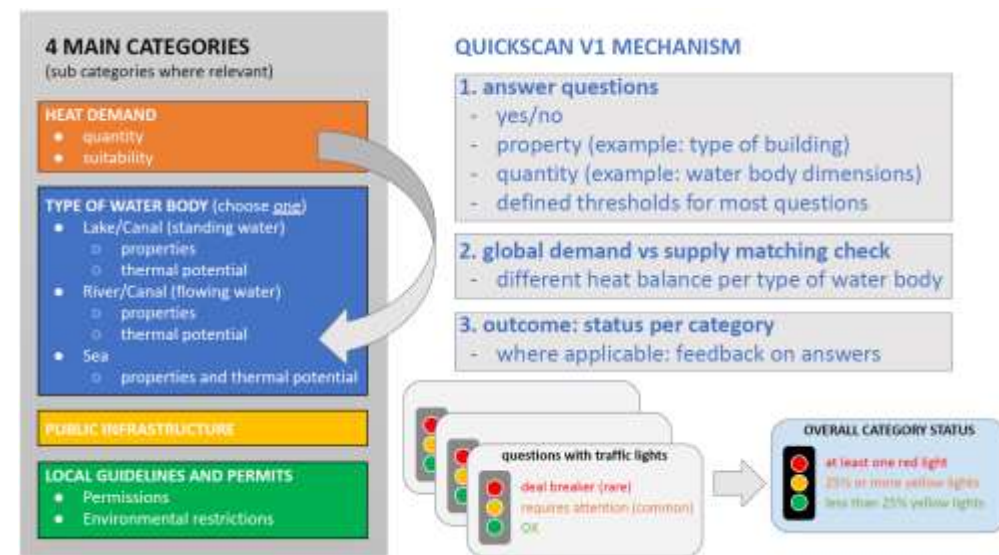 4 MAIN CATEGORIES
(sub categories where relevant)
HEAT DEMAND
● quantity
● suitability
TYPE OF WATER BODY (choose one)
● Lake/Canal (standing water)
○ properties
○ thermal potential
● River/Canal (flowing water)
○ properties
○ thermal potential
● Sea
○ properties and thermal potential
PUBLIC INFRASTRUCTURE
LOCAL GUIDELINES AND PERMITS
● Permissions
● Environmental restrictions
QUICKSCAN V1 MECHANISM
1. answer questions
- yes/no
- property (example: type of building)
- quantity (example: water body dimensions)
- defined thresholds for most questions
2. global demand vs supply matching check
- different heat balance per type of water body
3. outcome: status per category
- where applicable: feedback on answers
questions with traffic lights
deal breaker (rare)
requires attention (common)
OK
OVERALL CATEGORY STATUS
at least one red light
25% or more yellow lights
less than 25% yellow lights